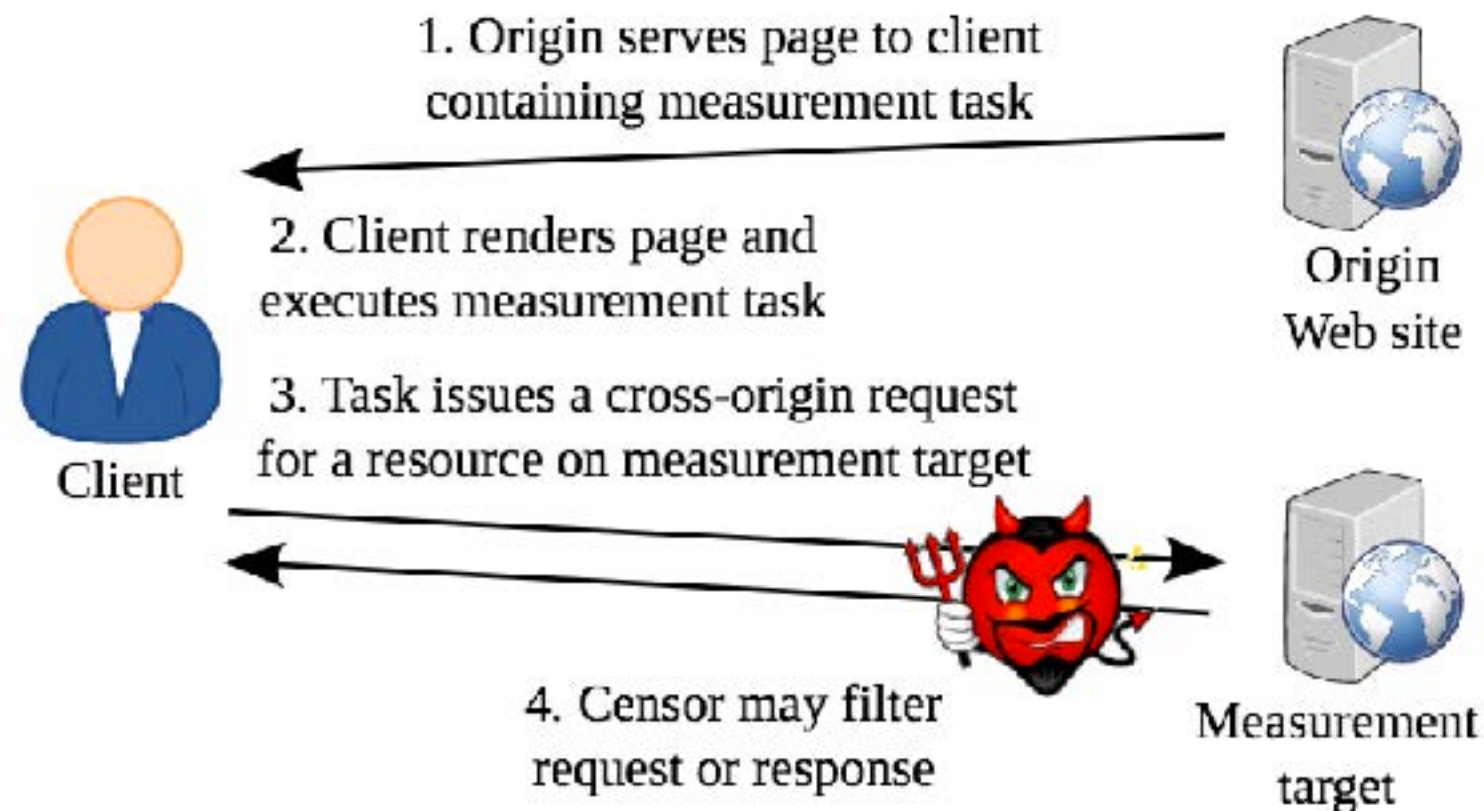 1. Origin serves page to client
containing measurement task
2. Client renders page and
executes measurement task
Origin
Web site
3. Task issues a cross-origin request
for a resource on measurement target
Client
4. Censor may filter
request or response
Measurement
target